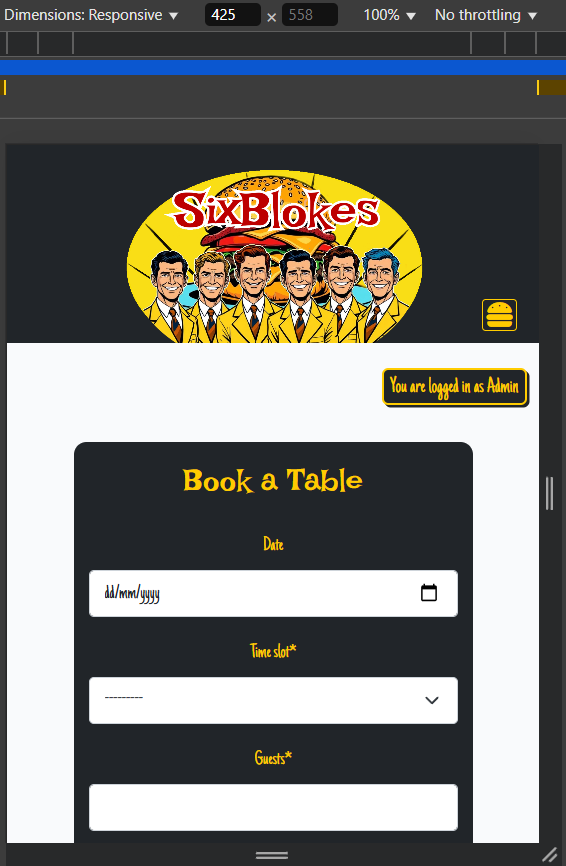 Dimensions: Responsive ▼ 425 × 558 100% ▼ No throttling ▼
SixBlokes
You are logged in as Admin
Book a Table
Date
dd/mm/yyyy
Time slot*
---------
Guests*